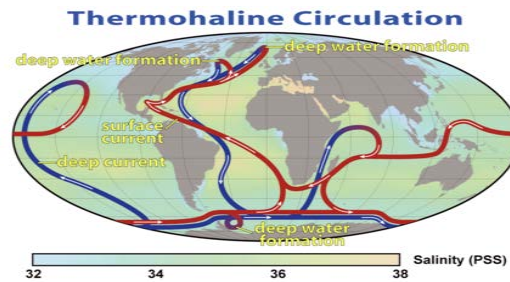 Thermohaline Circulation
deep water formation
deep water formation
surface
current
deep current
deep water
formation
Salinity (PSS)
32 34 36 38